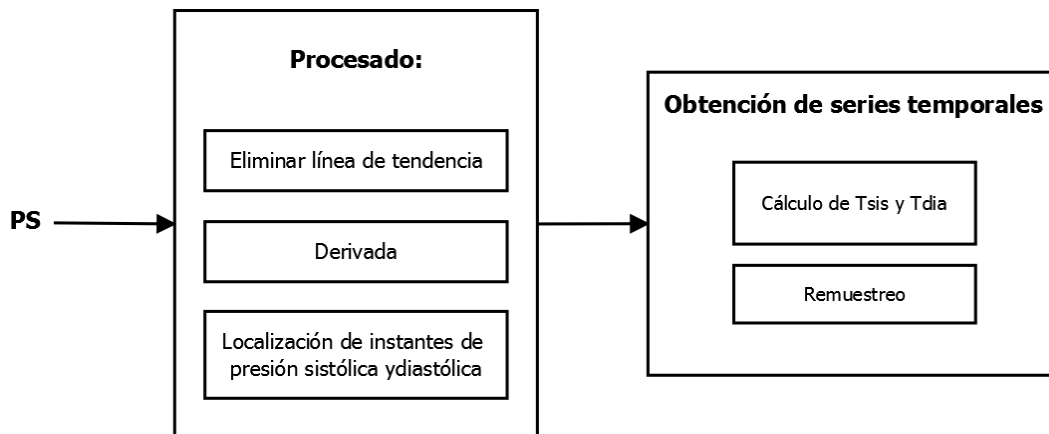 PS
Procesado:
Eliminar línea de tendencia
Derivada
Localización de instantes de
presión sistólica ydiastólica
Obtención de series temporales
Cálculo de Tsis y Tdia
Remuestreo